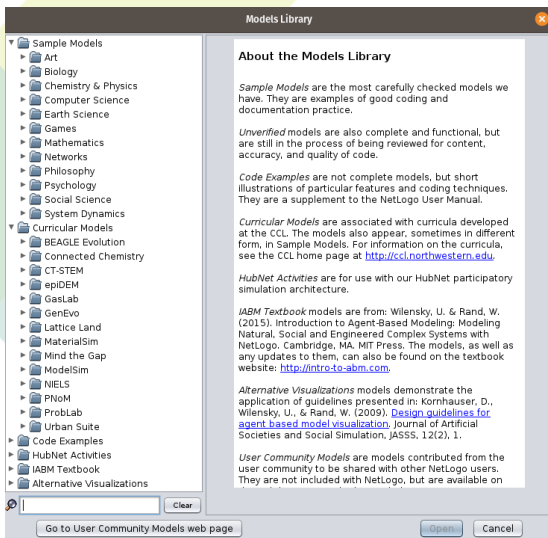 Models Library
Sample Models
Art
Biology
Chemistry & Physics
Computer Science
Earth Science
Games
Mathematics
Networks
Philosophy
Psychology
Social Science
System Dynamics
Curricular Models
BEAGLE Evolution
Connected Chemistry
CT-STEM
epiDEM
GasLab
GenEvo
Lattice Land
MaterialSim
Mind the Gap
ModelSim
NIELS
PNoM
ProbLab
Urban Suite
Code Examples
HubNet Activities
IABM Textbook
Alternative Visualizations
Clear
Go to User Community Models web page
About the Models Library
Sample Models are the most carefully checked models we
have. They are examples of good coding and
documentation practice.
Unverified models are also complete and functional, but
are still in the process of being reviewed for content,
accuracy, and quality of code.
Code Examples are not complete models, but short
illustrations of particular features and coding techniques.
They are a supplement to the NetLogo User Manual.
Curricular Models are associated with curricula developed
at the CCL. The models also appear, sometimes in different
form, in Sample Models. For information on the curricula,
see the CCL home page at http://ccl.northwestern.edu.
HubNet Activities are for use with our HubNet participatory
simulation architecture.
IABM Textbook models are from: Wilensky, U. & Rand, W.
(2015). Introduction to Agent-Based Modeling: Modeling
Natural, Social and Engineered Complex Systems with
NetLogo. Cambridge, MA. MIT Press. The models, as well as
any updates to them, can also be found on the textbook
website: http://intro-to-abm.com.
Alternative Visualizations models demonstrate the
application of guidelines presented in: Kornhauser, D.,
Wilensky, U., & Rand, W. (2009). Design guidelines for
agent based model visualization. Journal of Artificial
Societies and Social Simulation, JASSS, 12(2), 1.
User Community Models are models contributed from the
user community to be shared with other NetLogo users.
They are not included with NetLogo, but are available on
Open
Cancel